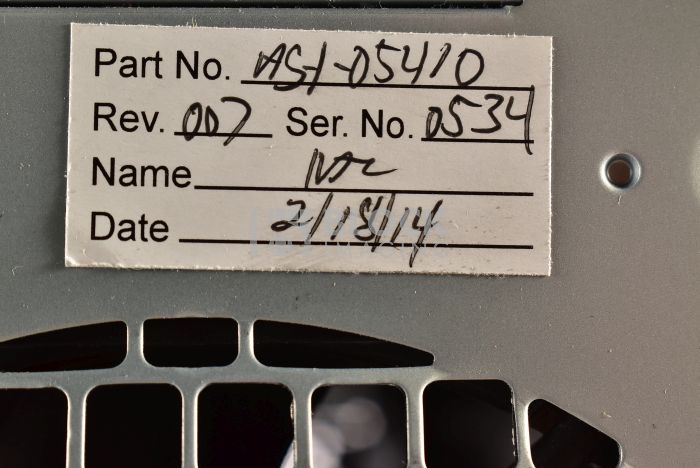 Part No. ASY-05410
Rev. 007 Ser. No. 0534
Name
Date 2/18/14